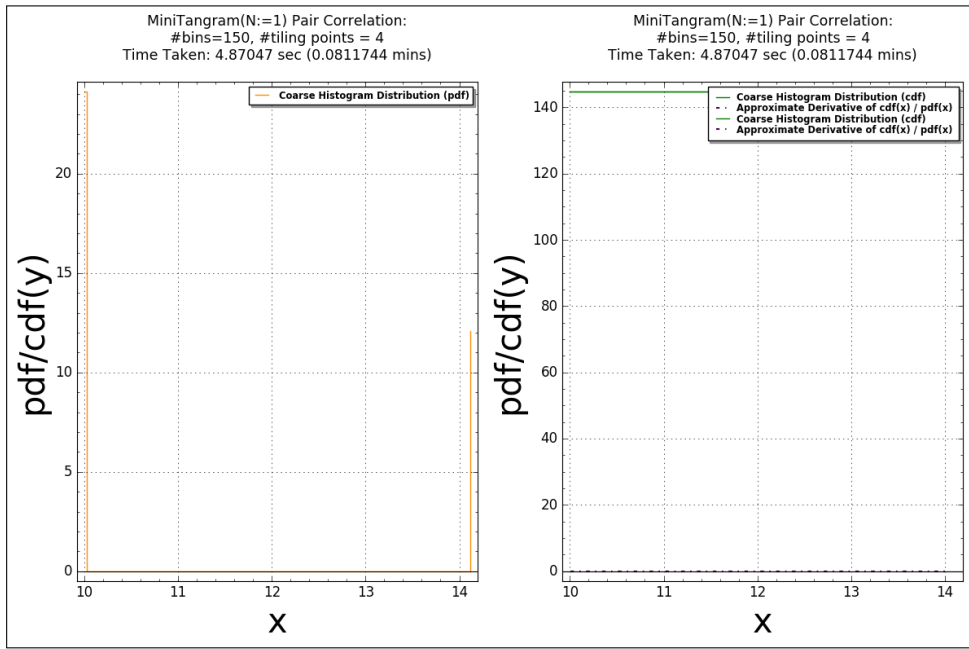 MiniTangram(N:=1) Pair Correlation:
#bins=150, #tiling points = 4
Time Taken: 4.87047 sec (0.0811744 mins)
Coarse Histogram Distribution (pdf)
pdf/cdf(y)
20
15
10
5
0
10 11 12 13 14
x
MiniTangram(N:=1) Pair Correlation:
#bins=150, #tiling points = 4
Time Taken: 4.87047 sec (0.0811744 mins)
Coarse Histogram Distribution (cdf)
Approximate Derivative of cdf(x) / pdf(x)
Coarse Histogram Distribution (cdf)
Approximate Derivative of cdf(x) / pdf(x)
pdf/cdf(y)
140
120
100
80
60
40
20
0
10 11 12 13 14
x